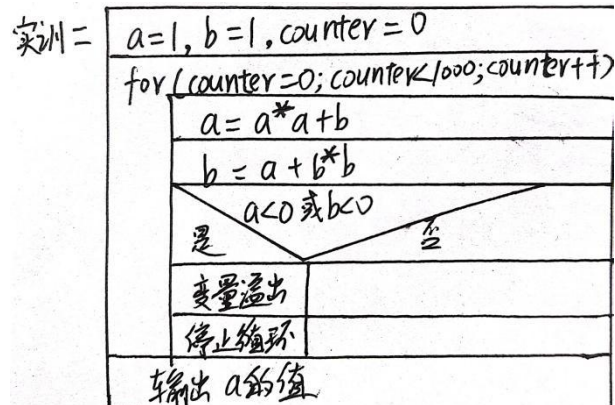 实训二
a=1, b=1, counter=0
for(counter=0; counter<1000; counter++)
a=a*a+b
b=a+b*b
a<0 或 b<0
是 否
变量溢出
停止循环
输出 a的值